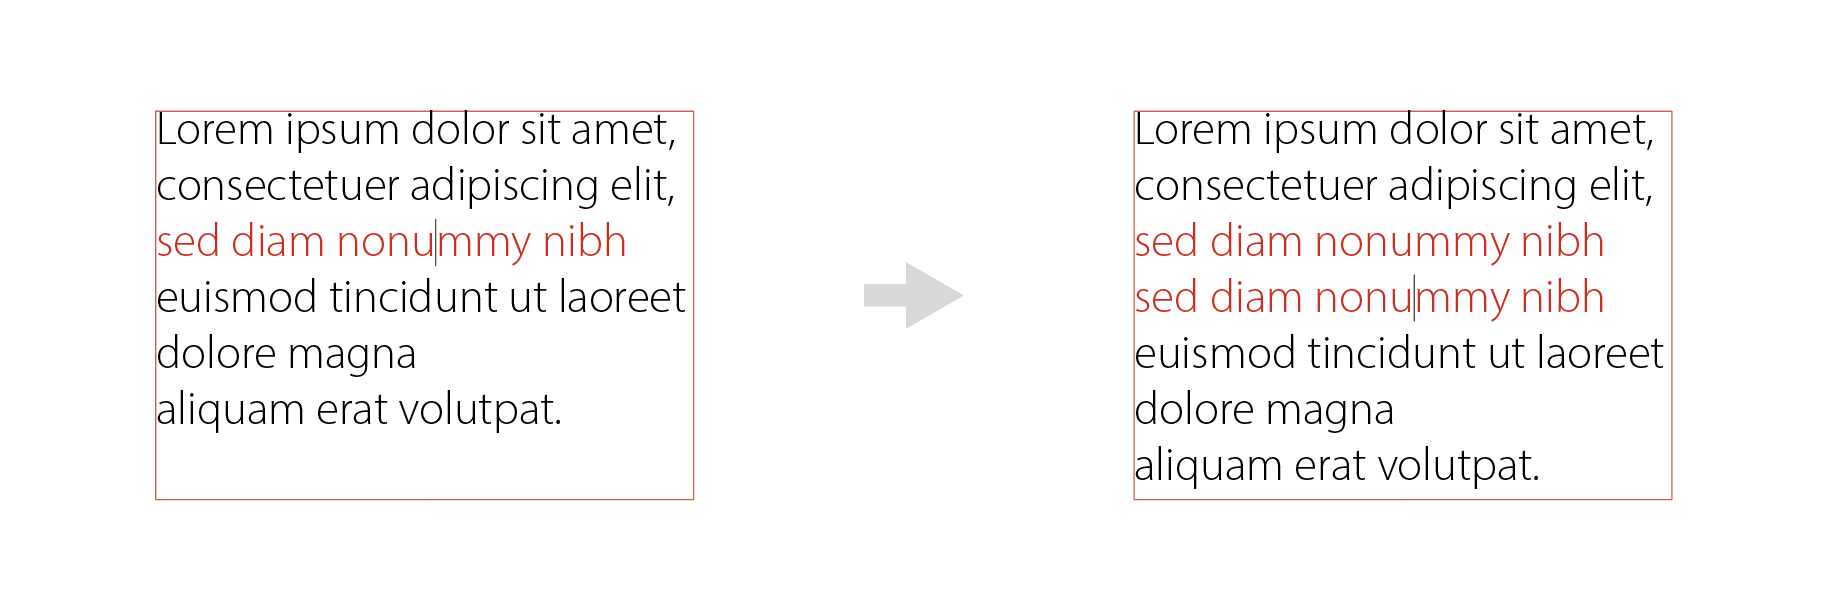 Lorem ipsum dolor sit amet,
consectetuer adipiscing elit,
sed diam nonummy nibh
euismod tincidunt ut laoreet
dolore magna
aliquam erat volutpat.
Lorem ipsum dolor sit amet,
consectetuer adipiscing elit,
sed diam nonummy nibh
sed diam nonummy nibh
euismod tincidunt ut laoreet
dolore magna
aliquam erat volutpat.